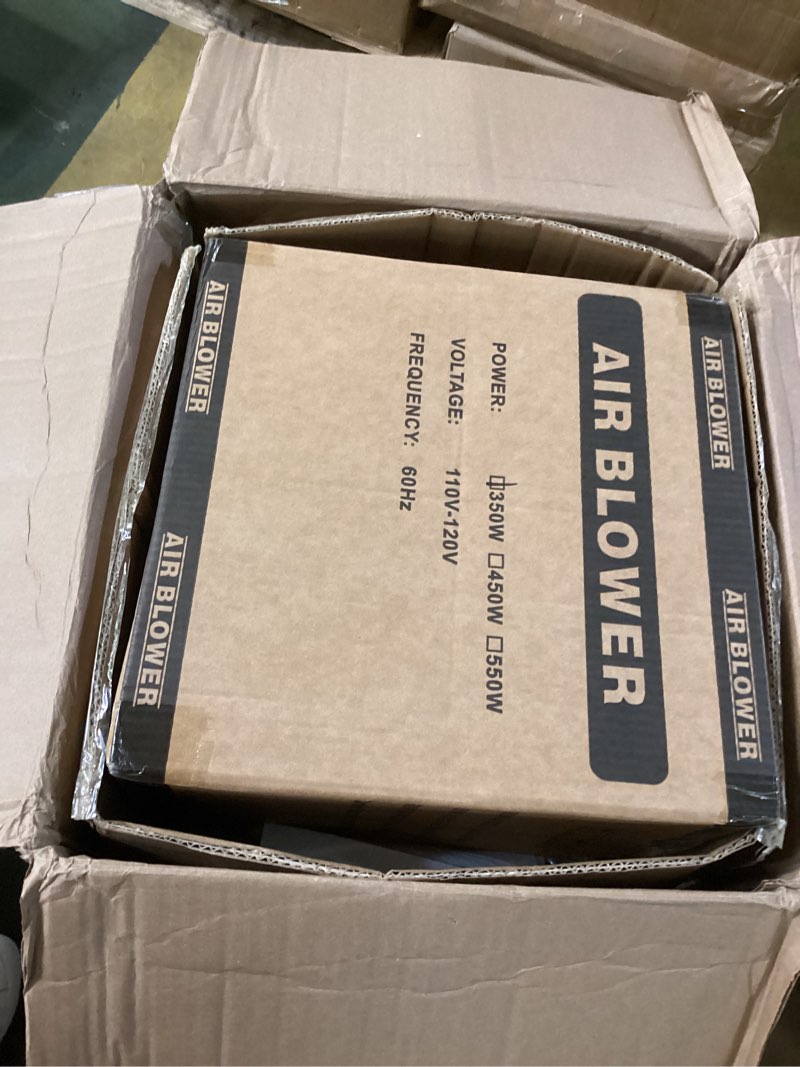 AIR BLOWER AIR BLOWER
AIR BLOWER
POWER: ☐350W ☐450W ☐550W
VOLTAGE: 110V-120V
FREQUENCY: 60Hz
AIR BLOWER AIR BLOWER